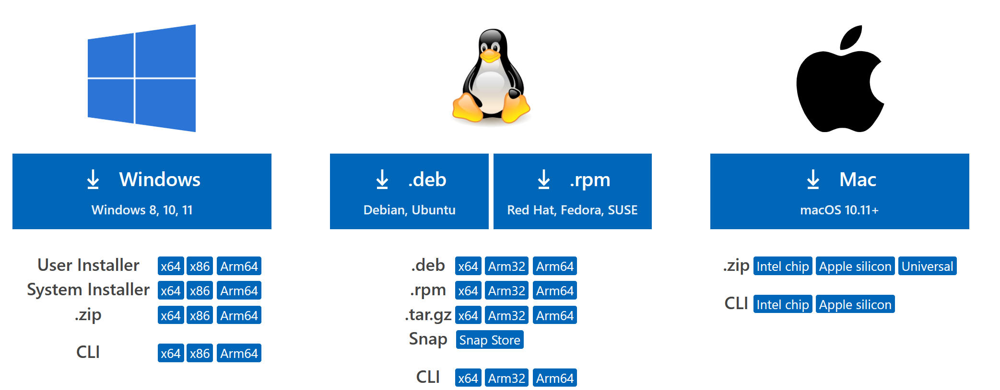 Windows
Windows 8, 10, 11
User Installer x64 x86 Arm64
System Installer x64 x86 Arm64
.zip x64 x86 Arm64
CLI x64 x86 Arm64
.deb
Debian, Ubuntu
.rpm
Red Hat, Fedora, SUSE
.deb x64 Arm32 Arm64
.rpm x64 Arm32 Arm64
.tar.gz x64 Arm32 Arm64
Snap Snap Store
CLI x64 Arm32 Arm64
Mac
macOS 10.11+
.zip Intel chip Apple silicon Universal
CLI Intel chip Apple silicon